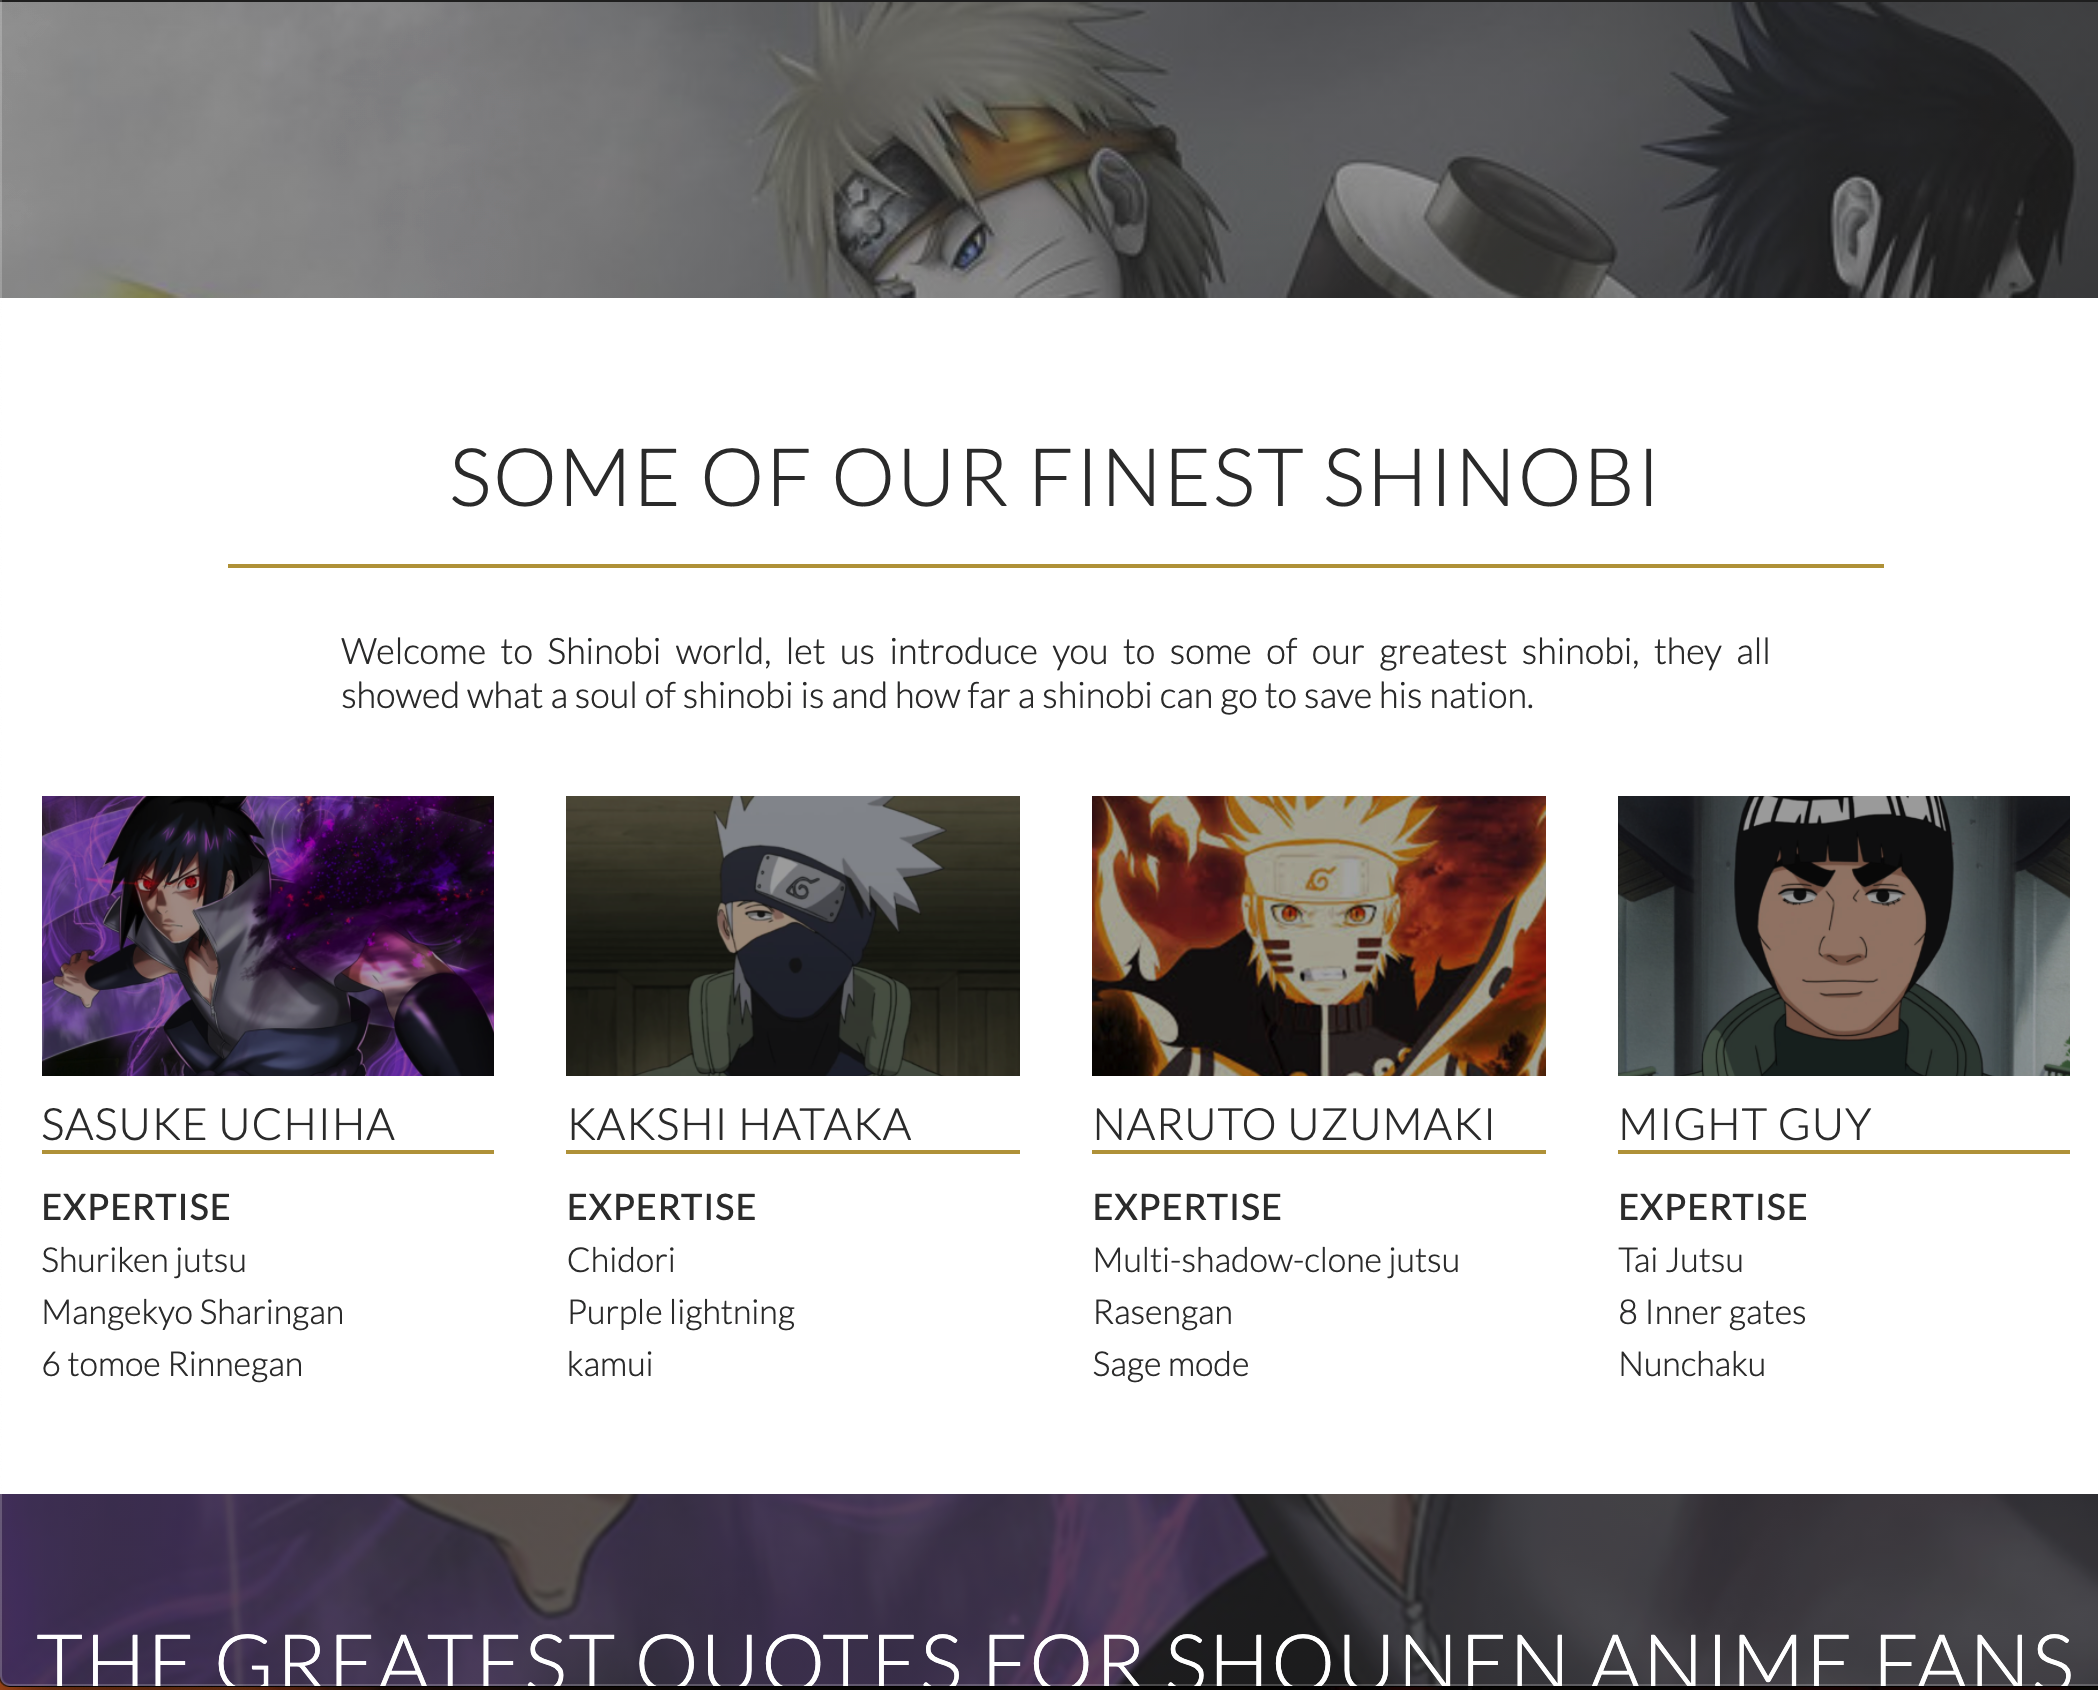 SOME OF OUR FINEST SHINOBI
Welcome to Shinobi world, let us introduce you to some of our greatest shinobi, they all
showed what a soul of shinobi is and how far a shinobi can go to save his nation.
SASUKE UCHIHA
EXPERTISE
Shuriken jutsu
Mangekyo Sharingan
6 tomoe Rinnegan
KAKSHI HATAKA
EXPERTISE
Chidori
Purple lightning
kamui
NARUTO UZUMAKI
EXPERTISE
Multi-shadow-clone jutsu
Rasengan
Sage mode
MIGHT GUY
EXPERTISE
Tai Jutsu
8 Inner gates
Nunchaku
THE GREATEST QUOTES FOR SHOUNEN ANIME FANS